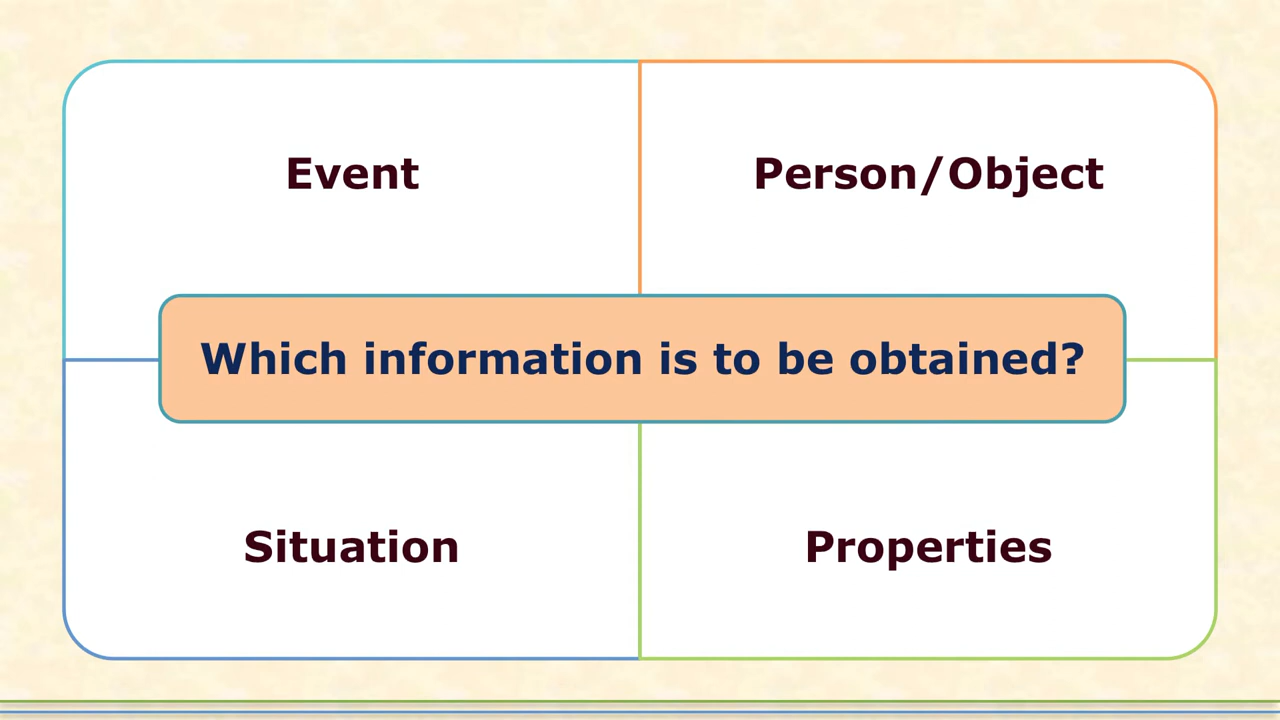 Event
Person/Object
Which information is to be obtained?
Situation
Properties